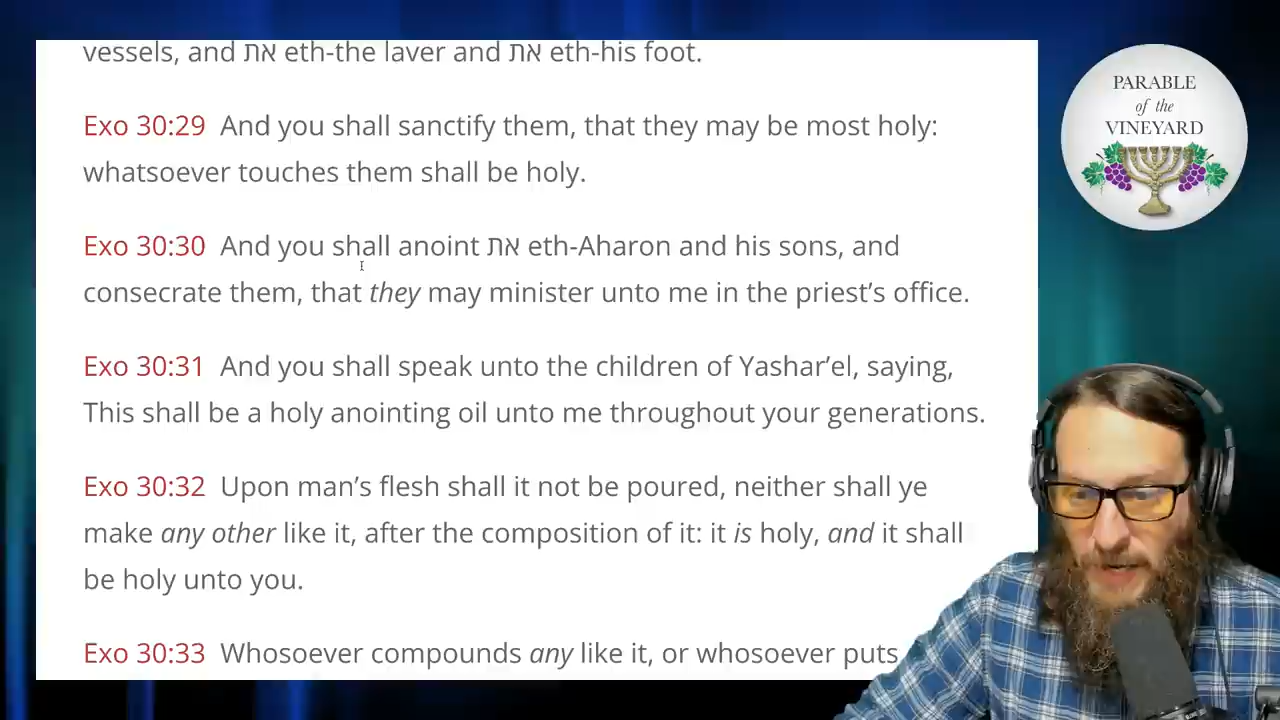 vessels, and את eth-the laver and את eth-his foot.
Exo 30:29 And you shall sanctify them, that they may be most holy:
whatsoever touches them shall be holy.
Exo 30:30 And you shall anoint את eth-Aharon and his sons, and
consecrate them, that they may minister unto me in the priest’s office.
Exo 30:31 And you shall speak unto the children of Yashar’el, saying,
This shall be a holy anointing oil unto me throughout your generations.
Exo 30:32 Upon man’s flesh shall it not be poured, neither shall ye
make any other like it, after the composition of it: it is holy, and it shall
be holy unto you.
Exo 30:33 Whosoever compounds any like it, or whosoever puts
PARABLE
of the
VINEYARD